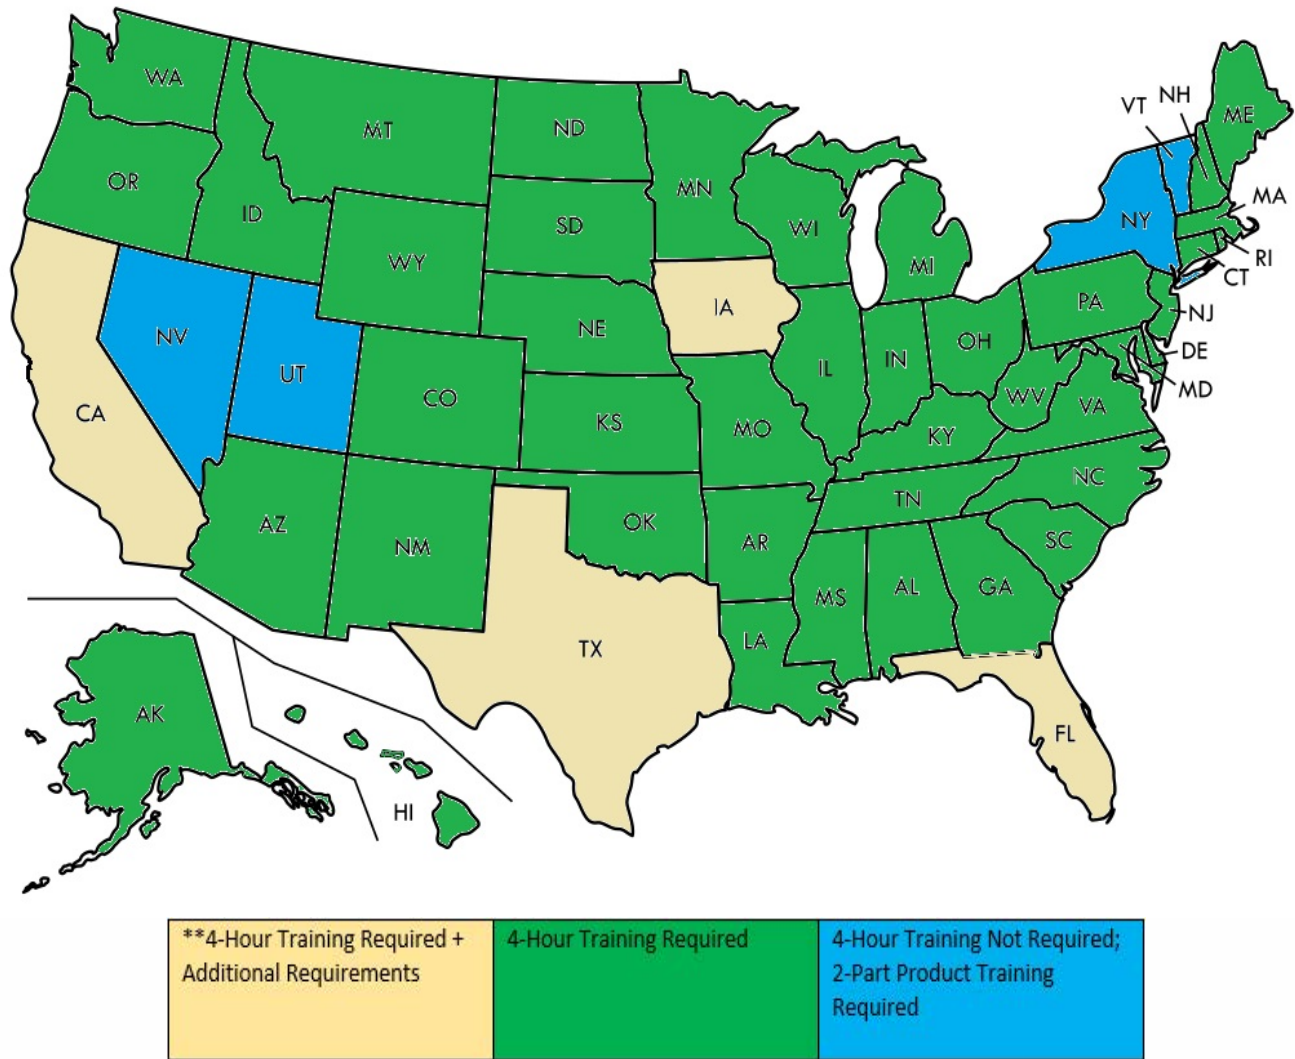 WA
MT
ND
MN
VT
NH
ME
OR
ID
SD
WI
NY
MA
WY
MI
RI
CT
NV
UT
NE
IA
PA
NJ
CA
CO
KS
IL
IN
OH
DE
MD
MO
WV
VA
KY
AZ
NM
OK
AR
TN
NC
SC
MS
AL
GA
TX
LA
AK
FL
HI
**4-Hour Training Required +
Additional Requirements
4-Hour Training Required
4-Hour Training Not Required;
2-Part Product Training
Required